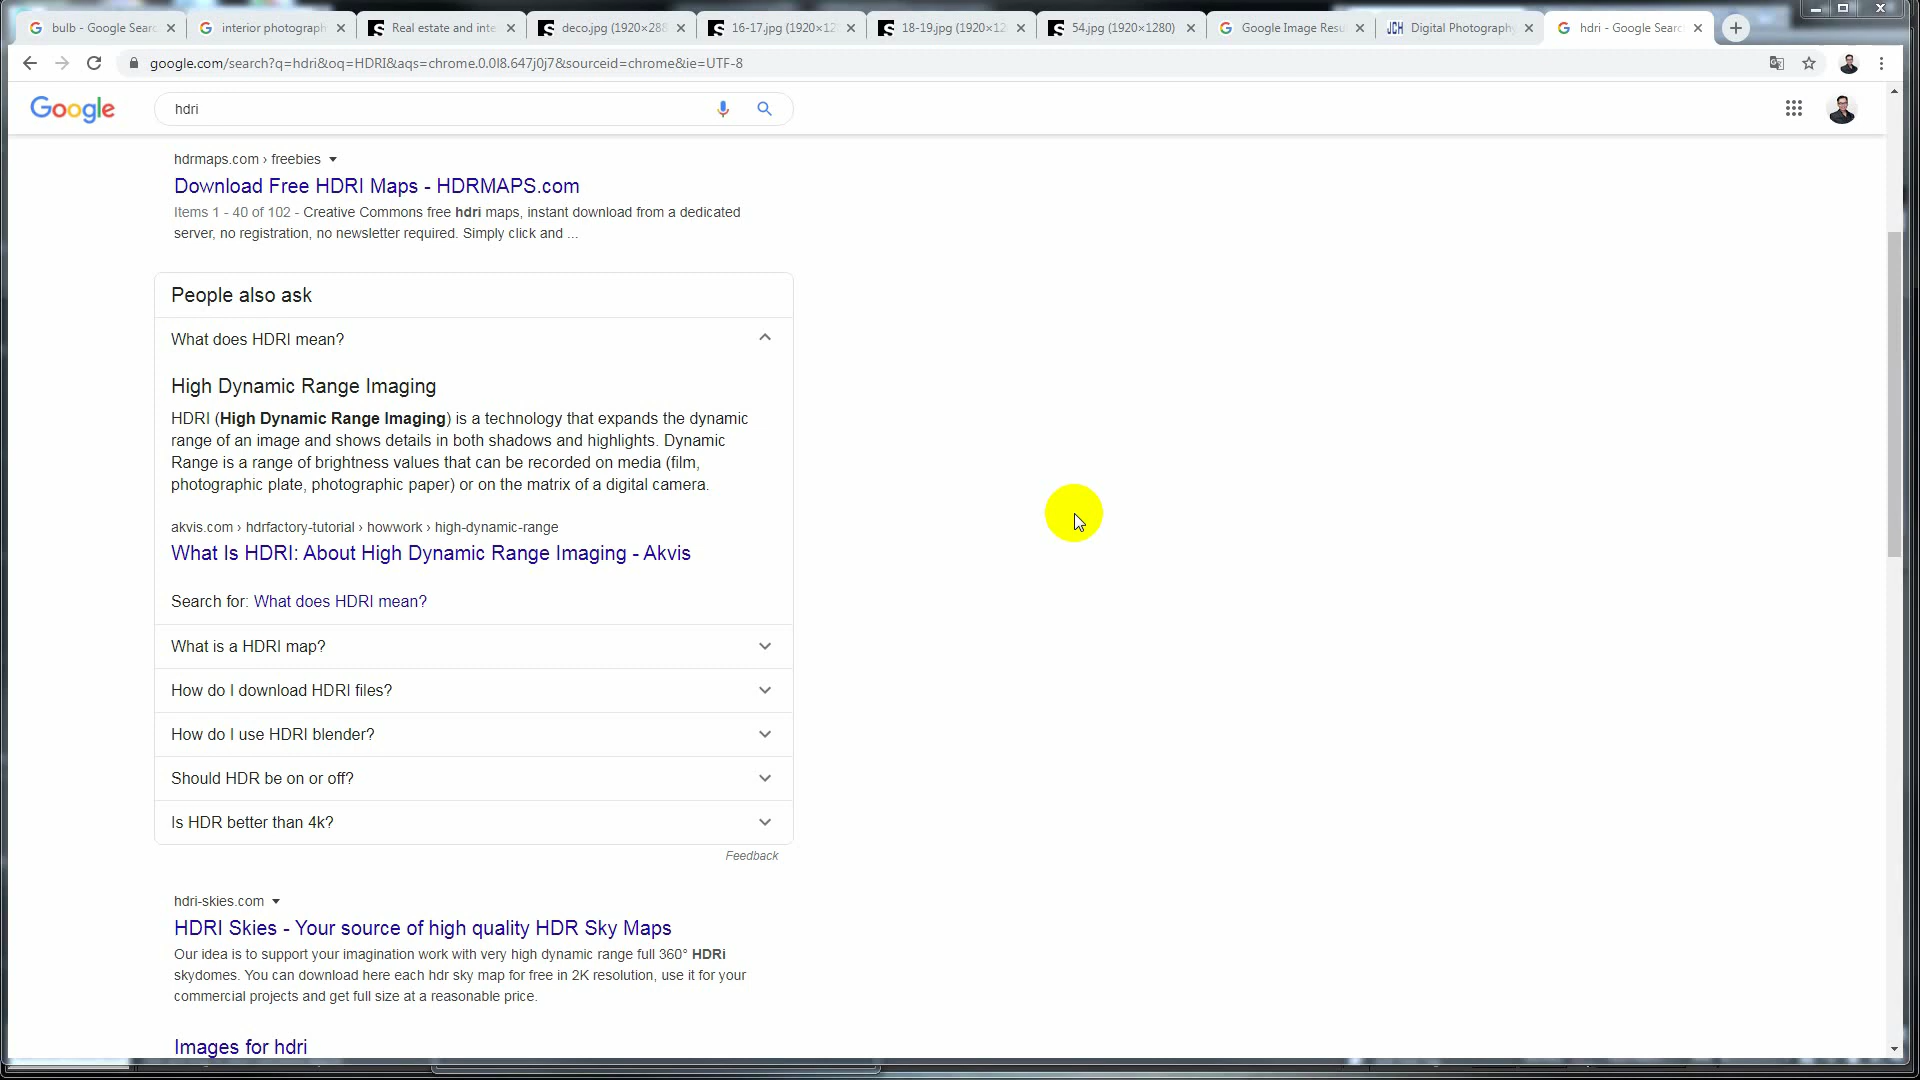 bulb - Google Searc
interior photograph
Real estate and inte
deco.jpg (1920×288
16-17.jpg (1920×12
18-19.jpg (1920×12
54.jpg (1920×1280)
Google Image Resu
JCH Digital Photography
hdri - Google Searc
google.com/search?q=hdri&oq=HDRI&aqs=chrome.0.0l8.647j0j7&sourceid=chrome&ie=UTF-8
Google
hdri
hdrmaps.com › freebies
Download Free HDRI Maps - HDRMAPS.com
Items 1 - 40 of 102 - Creative Commons free hdri maps, instant download from a dedicated
server, no registration, no newsletter required. Simply click and ...
People also ask
What does HDRI mean?
High Dynamic Range Imaging
HDRI (High Dynamic Range Imaging) is a technology that expands the dynamic
range of an image and shows details in both shadows and highlights. Dynamic
Range is a range of brightness values that can be recorded on media (film,
photographic plate, photographic paper) or on the matrix of a digital camera.
akvis.com › hdrfactory-tutorial › howwork › high-dynamic-range
What Is HDRI: About High Dynamic Range Imaging - Akvis
Search for: What does HDRI mean?
What is a HDRI map?
How do I download HDRI files?
How do I use HDRI blender?
Should HDR be on or off?
Is HDR better than 4k?
Feedback
hdri-skies.com
HDRI Skies - Your source of high quality HDR Sky Maps
Our idea is to support your imagination work with very high dynamic range full 360° HDRi
skydomes. You can download here each hdr sky map for free in 2K resolution, use it for your
commercial projects and get full size at a reasonable price.
Images for hdri